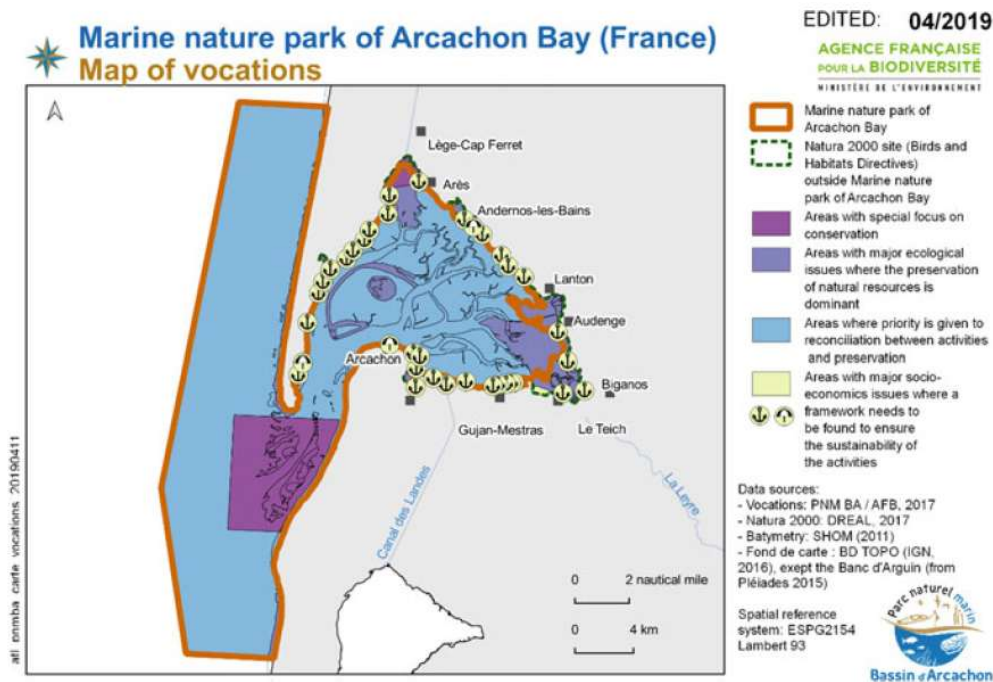 Marine nature park of Arcachon Bay (France)
Map of vocations
EDITED: 04/2019
AGENCE FRANÇAISE
POUR LA BIODIVERSITÉ
MINISTÈRE DE L'ENVIRONNEMENT
Lège-Cap Ferret
Arès
Andernos-les-Bains
Lanton
Audenge
Arcachon
Biganos
Gujan-Mestras
Le Teich
Canal des Landes
La Leyre
0 2 nautical mile
0 4 km
Marine nature park of
Arcachon Bay
Natura 2000 site (Birds and
Habitats Directives)
outside Marine nature
park of Arcachon Bay
Areas with special focus on
conservation
Areas with major ecological
issues where the preservation
of natural resources is
dominant
Areas where priority is given to
reconciliation between activities
and preservation
Areas with major socio-
economics issues where a
framework needs to
be found to ensure
the sustainability of
the activities
Data sources:
- Vocations: PNM BA / AFB, 2017
- Natura 2000: DREAL, 2017
- Batymetry: SHOM (2011)
- Fond de carte : BD TOPO (IGN,
2016), exept the Banc d'Arguin (from
Pléiades 2015)
Spatial reference
system: ESPG2154
Lambert 93
Parc naturel marin
Bassin d'Arcachon
carte vocations 20190411